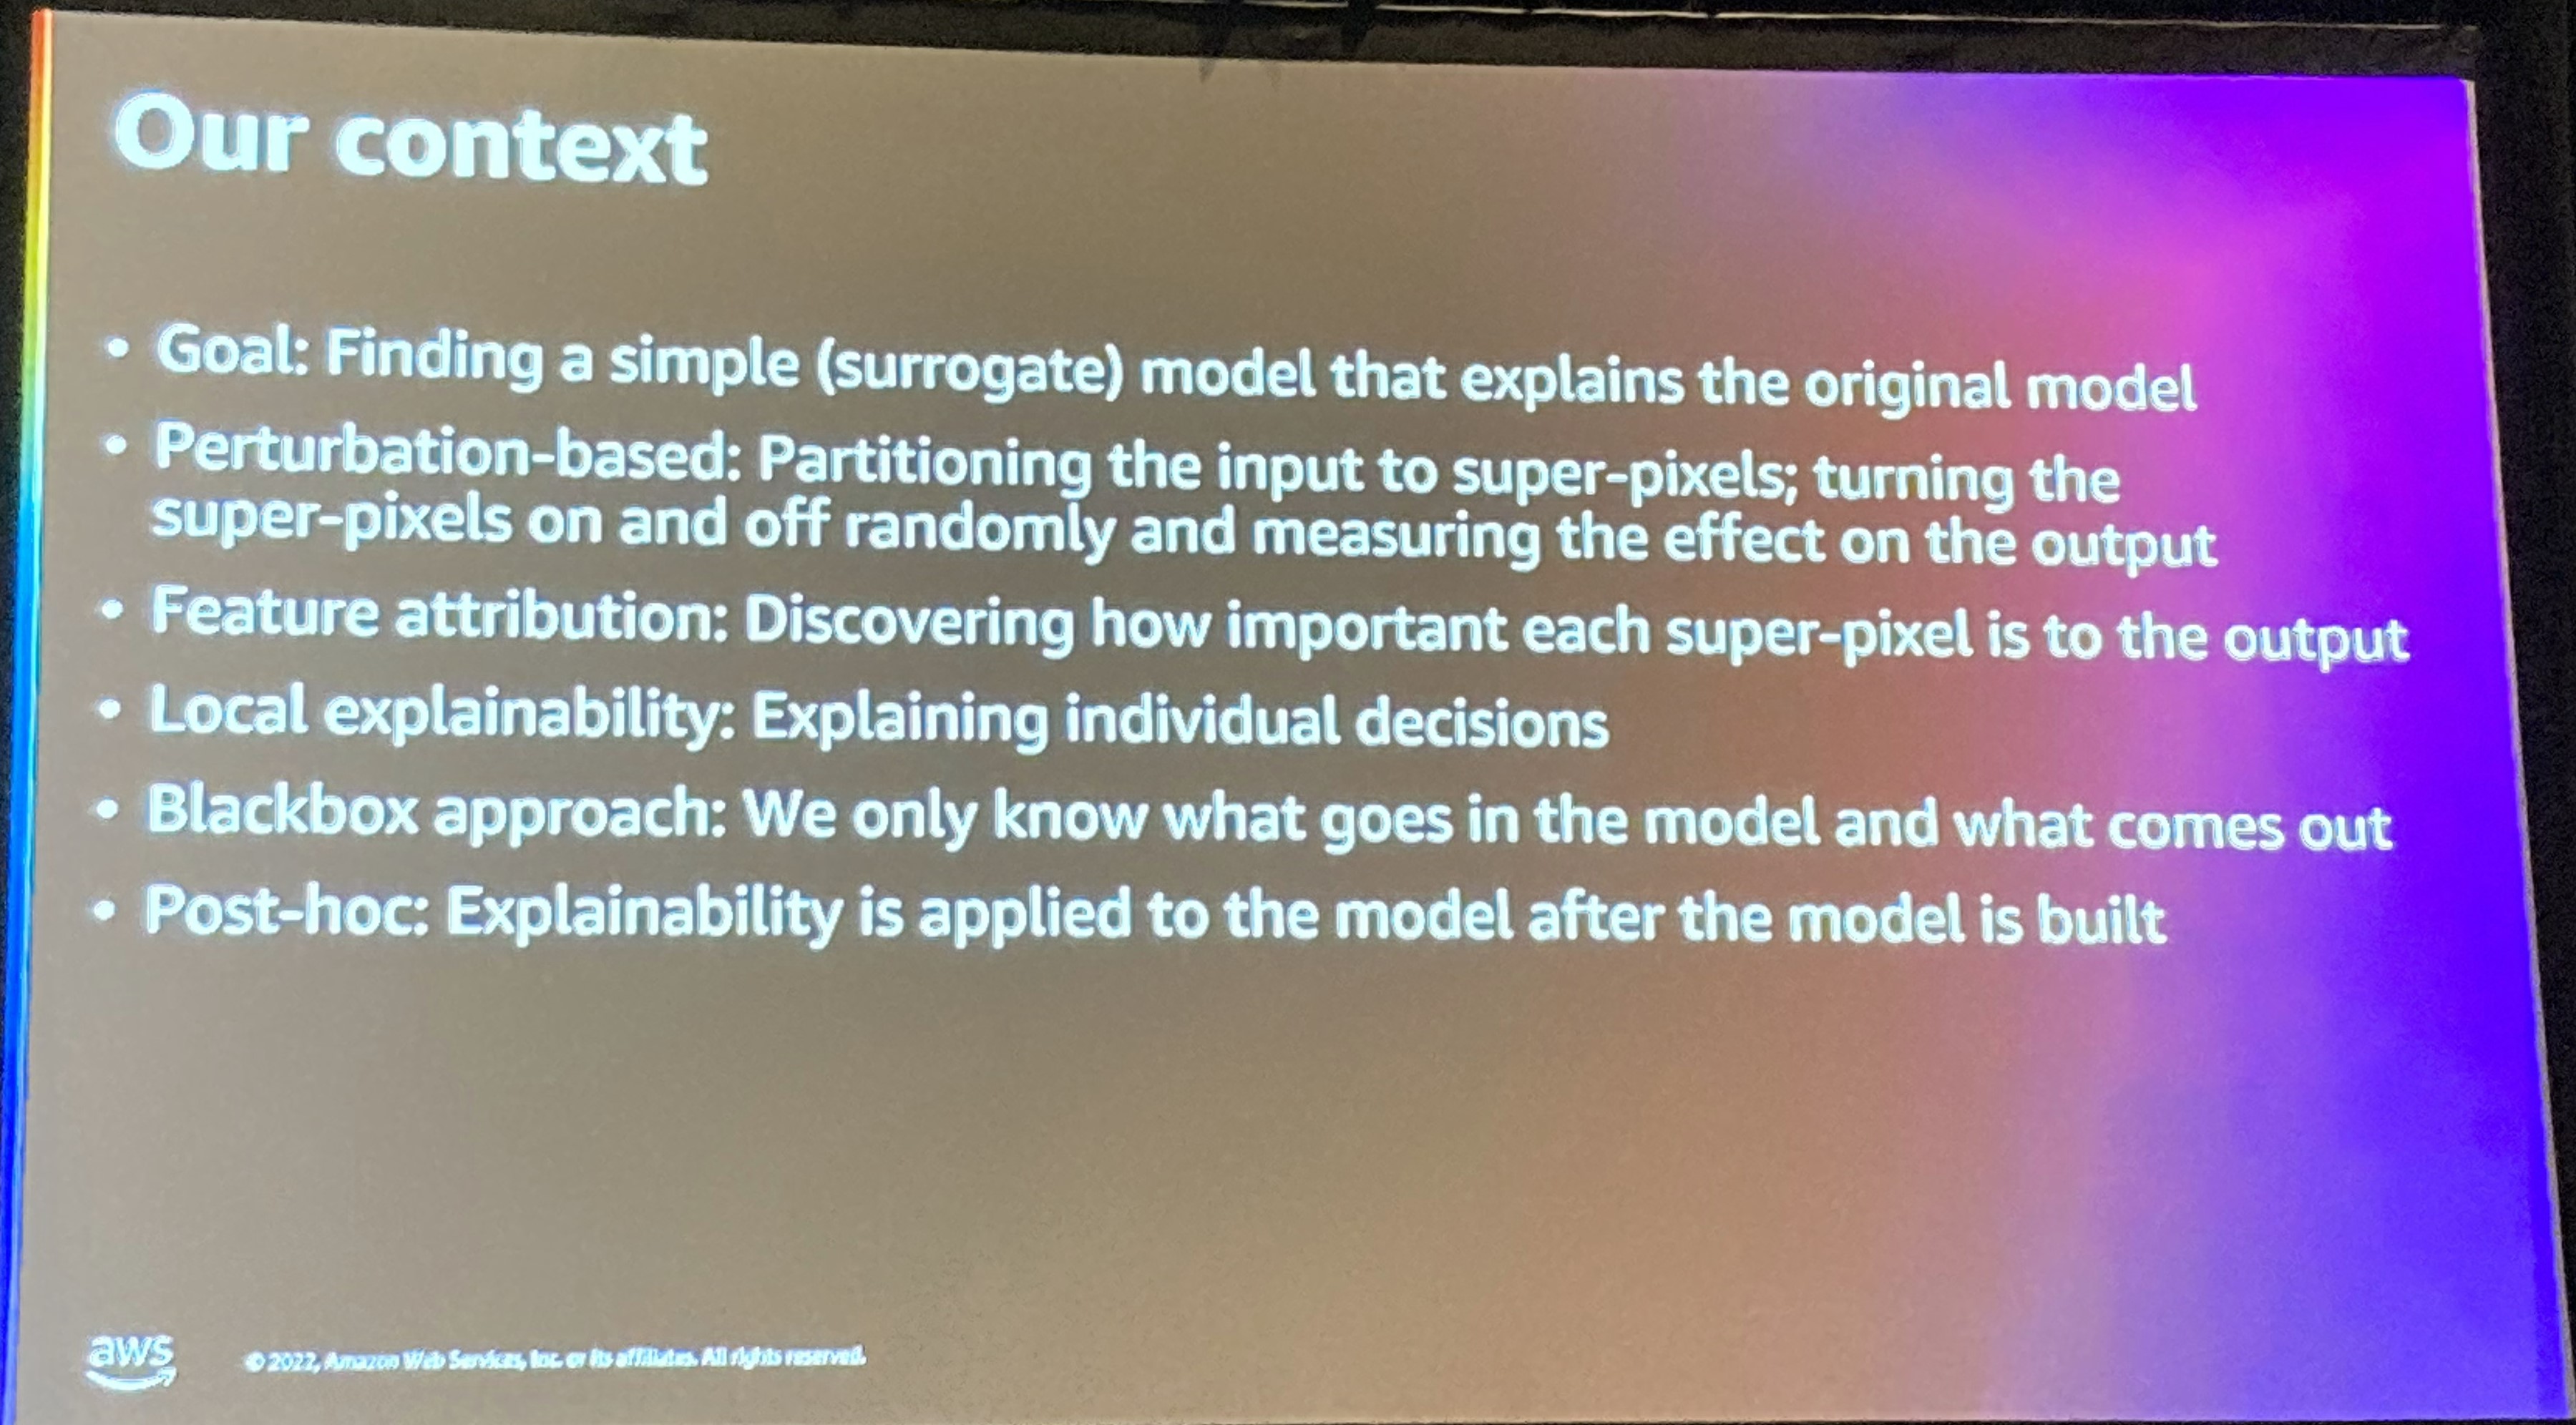 Our context
• Goal: Finding a simple (surrogate) model that explains the original model
• Perturbation-based: Partitioning the input to super-pixels; turning the
super-pixels on and off randomly and measuring the effect on the output
• Feature attribution: Discovering how important each super-pixel is to the output
• Local explainability: Explaining individual decisions
• Blackbox approach: We only know what goes in the model and what comes out
• Post-hoc: Explainability is applied to the model after the model is built
aws
© 2022, Amazon Web Services, Inc. or its affiliates. All rights reserved.